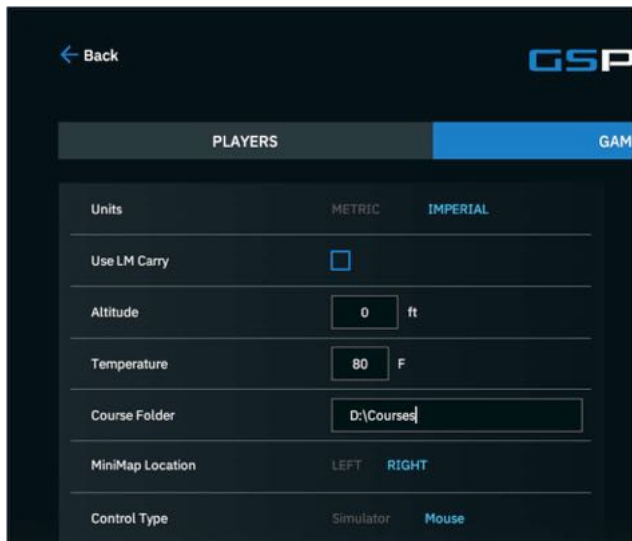 Back
GSP
PLAYERS
GAM
Units METRIC IMPERIAL
Use LM Carry
Altitude 0 ft
Temperature 80 F
Course Folder D:\Courses
MiniMap Location LEFT RIGHT
Control Type Simulator Mouse